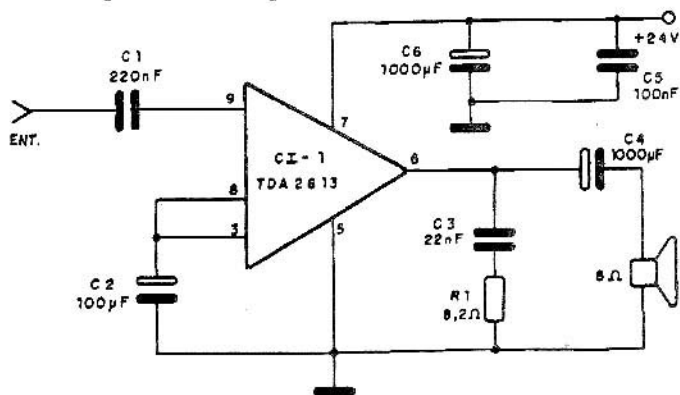 C1
220nF
ENT.
9
CI-1
TDA 2613
8
3
C2
100µF
7
6
5
C6
1000µF
+24V
C5
100nF
C4
1000µF
C3
22nF
R1
8,2Ω
8Ω